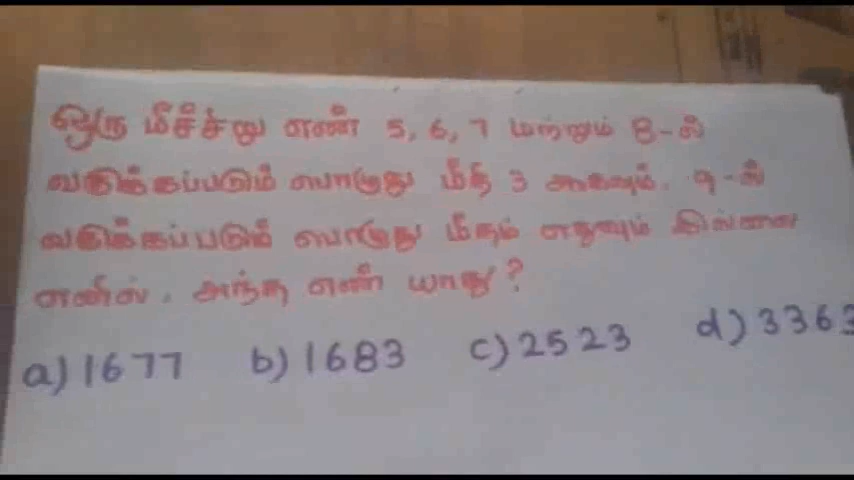 ஒரு மீச்சிறு எண் 5, 6, 7 மற்றும் 8-ல்
வகுக்கப்படும் பொழுது மீதி 3 ஆகவும். 9-ல்
வகுக்கப்படும் பொழுது மீதம் எதுவும் இல்லை
எனில், அந்த எண் யாது?
a) 1677 b) 1683 c) 2523 d) 3363